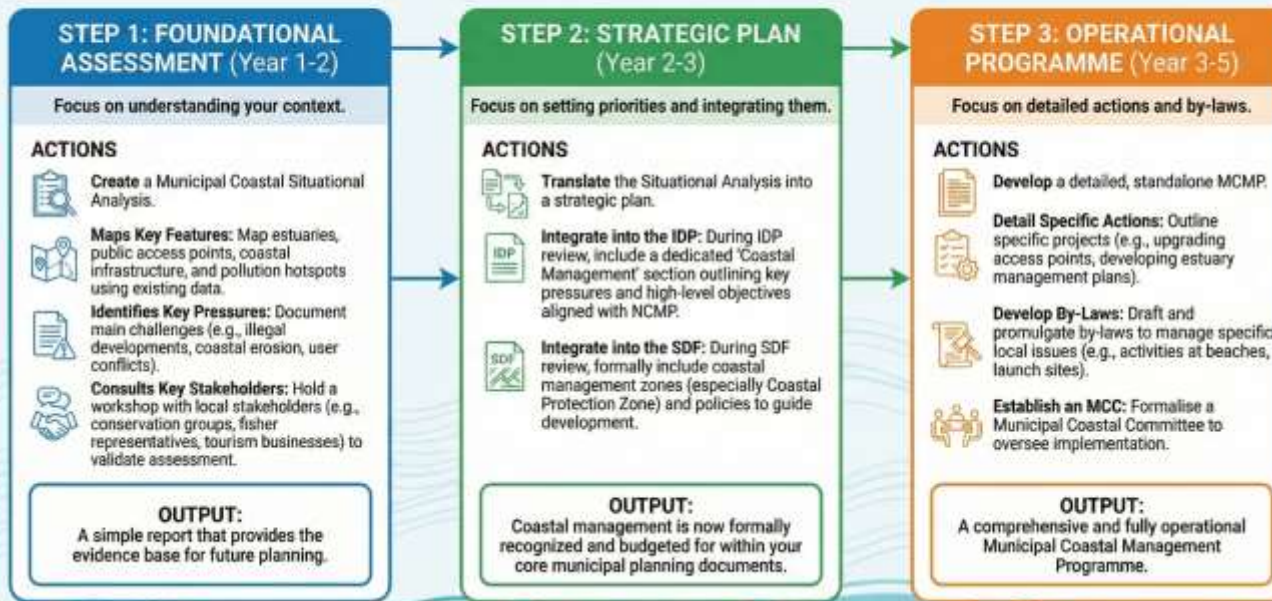 STEP 1: FOUNDATIONAL
ASSESSMENT (Year 1-2)
Focus on understanding your context.
ACTIONS
Create a Municipal Coastal Situational
Analysis.
Maps Key Features: Map estuaries,
public access points, coastal
infrastructure, and pollution hotspots
using existing data.
Identifies Key Pressures: Document
main challenges (e.g., illegal
developments, coastal erosion, user
conflicts).
Consults Key Stakeholders: Hold a
workshop with local stakeholders (e.g.,
conservation groups, fisher
representatives, tourism businesses) to
validate assessment.
OUTPUT:
A simple report that provides the
evidence base for future planning.
STEP 2: STRATEGIC PLAN
(Year 2-3)
Focus on setting priorities and integrating them.
ACTIONS
Translate the Situational Analysis into
a strategic plan.
IDP
Integrate into the IDP: During IDP
review, include a dedicated 'Coastal
Management' section outlining key
pressures and high-level objectives
aligned with NCMP.
SDF
Integrate into the SDF: During SDF
review, formally include coastal
management zones (especially Coastal
Protection Zone) and policies to guide
development.
OUTPUT:
Coastal management is now formally
recognized and budgeted for within your
core municipal planning documents.
STEP 3: OPERATIONAL
PROGRAMME (Year 3-5)
Focus on detailed actions and by-laws.
ACTIONS
Develop a detailed, standalone MCMP.
Detail Specific Actions: Outline
specific projects (e.g., upgrading
access points, developing estuary
management plans).
Develop By-Laws: Draft and
promulgate by-laws to manage specific
local issues (e.g., activities at beaches,
launch sites).
Establish an MCC: Formalise a
Municipal Coastal Committee to
oversee implementation.
OUTPUT:
A comprehensive and fully operational
Municipal Coastal Management
Programme.